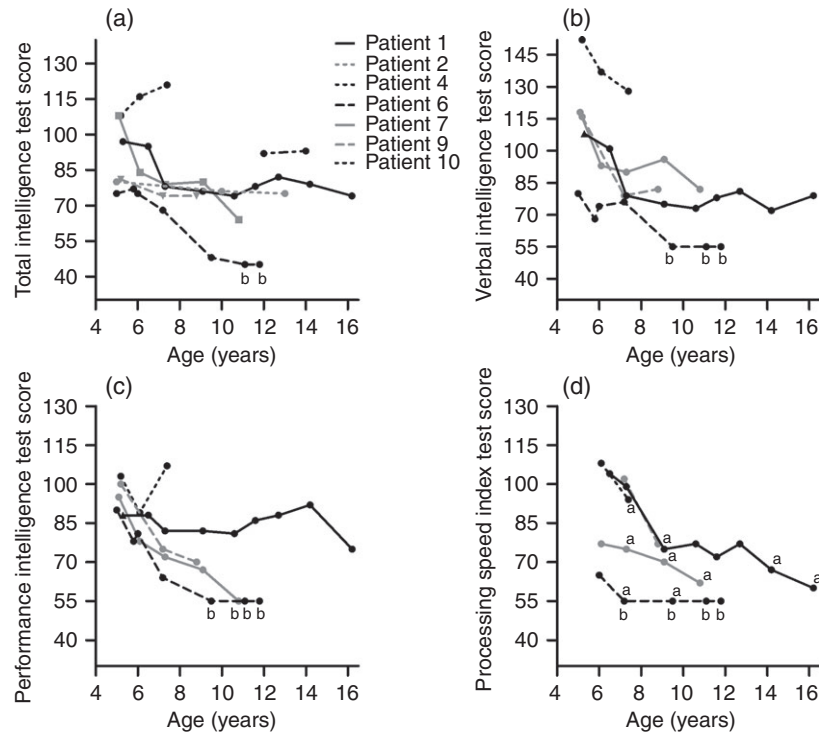 (a)
Total intelligence test score
130
115
100
85
70
55
40
b b
4 6 8 10 12 14 16
Age (years)
Patient 1
Patient 2
Patient 4
Patient 6
Patient 7
Patient 9
Patient 10
(b)
Verbal intelligence test score
145
130
115
100
85
70
55
40
b b b
4 6 8 10 12 14 16
Age (years)
(c)
Performance intelligence test score
130
115
100
85
70
55
40
b b b b
4 6 8 10 12 14 16
Age (years)
(d)
Processing speed index test score
130
115
100
85
70
55
40
a
a
a a
a a
a a a
b b b b
4 6 8 10 12 14 16
Age (years)